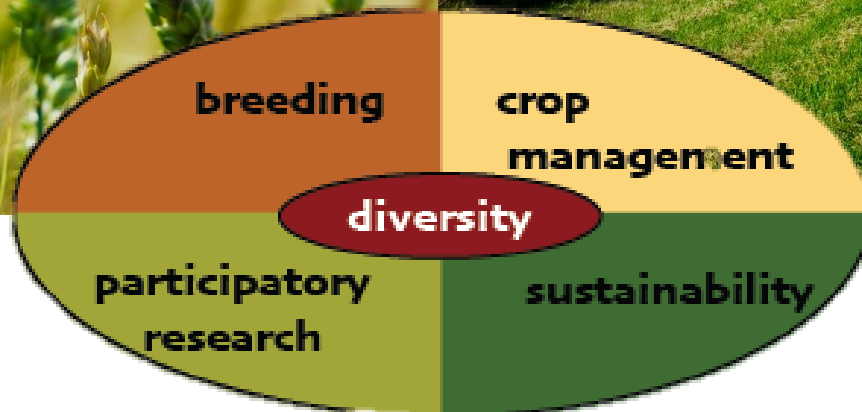 breeding
crop
management
diversity
participatory
research
sustainability